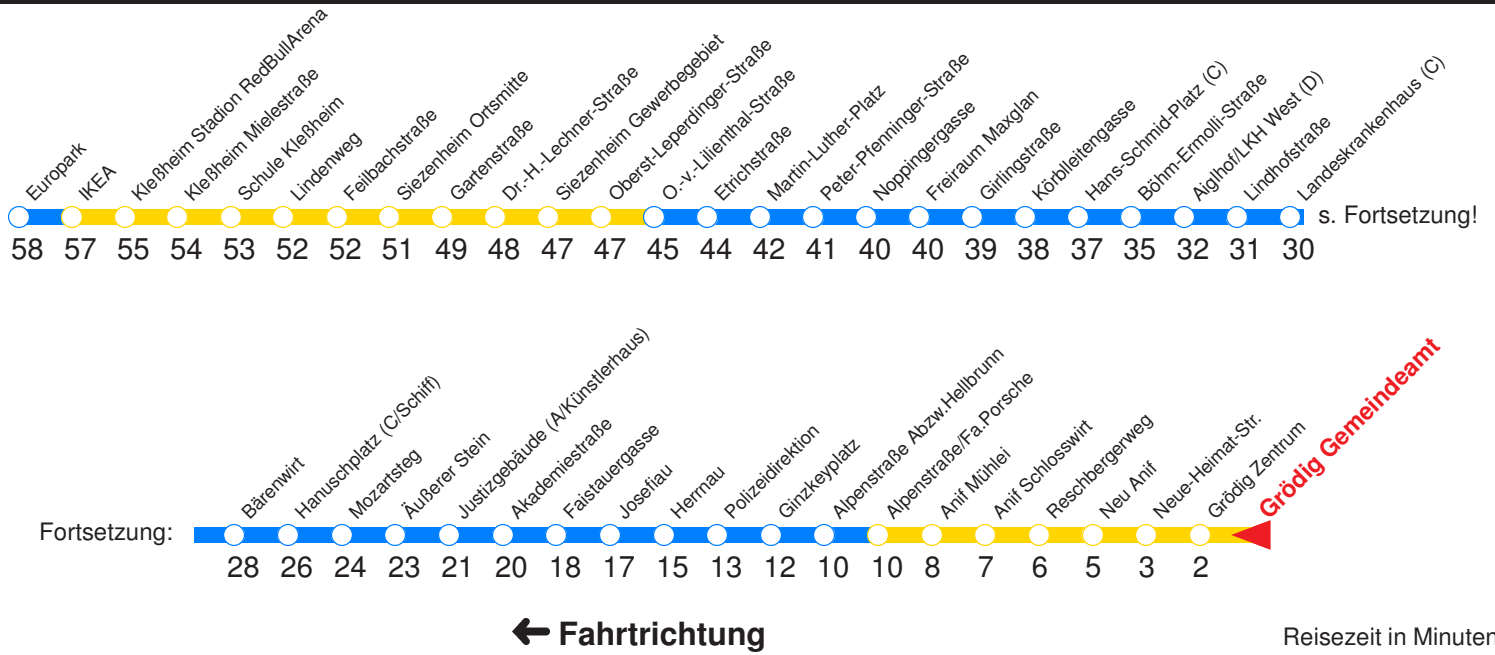 Europark
IKEA
Kleßheim Stadion RedBullArena
Kleßheim Mielestraße
Schule Kleßheim
Lindenweg
Feilbachstraße
Siezenheim Ortsmitte
Gartenstraße
Dr.-H.-Lechner-Straße
Siezenheim Gewerbegebiet
Oberst-Leperdinger-Straße
O.-v.-Lilienthal-Straße
Etrichstraße
Martin-Luther-Platz
Peter-Pfenninger-Straße
Noppingergasse
Freiraum Maxglan
Girlingstraße
Körblleitengasse
Hans-Schmid-Platz (C)
Böhm-Ermolli-Straße
Aiglhof/LKH West (D)
Lindhofstraße
Landeskrankenhaus (C)
s. Fortsetzung!
58 57 55 54 53 52 52 51 49 48 47 47 45 44 42 41 40 40 39 38 37 35 32 31 30
Fortsetzung:
Bärenwirt
Hanuschplatz (C/Schiff)
Mozartsteg
Äußerer Stein
Justizgebäude (A/Künstlerhaus)
Akademiestraße
Faistauergasse
Josefiau
Herrnau
Polizeidirektion
Ginzkeyplatz
Alpenstraße Abzw.Hellbrunn
Alpenstraße/Fa.Porsche
Anif Mühlei
Anif Schlosswirt
Reschbergerweg
Neu Anif
Neue-Heimat-Str.
Grödig Zentrum
Grödig Gemeindeamt
28 26 24 23 21 20 18 17 15 13 12 10 10 8 7 6 5 3 2
Fahrtrichtung
Reisezeit in Minuten